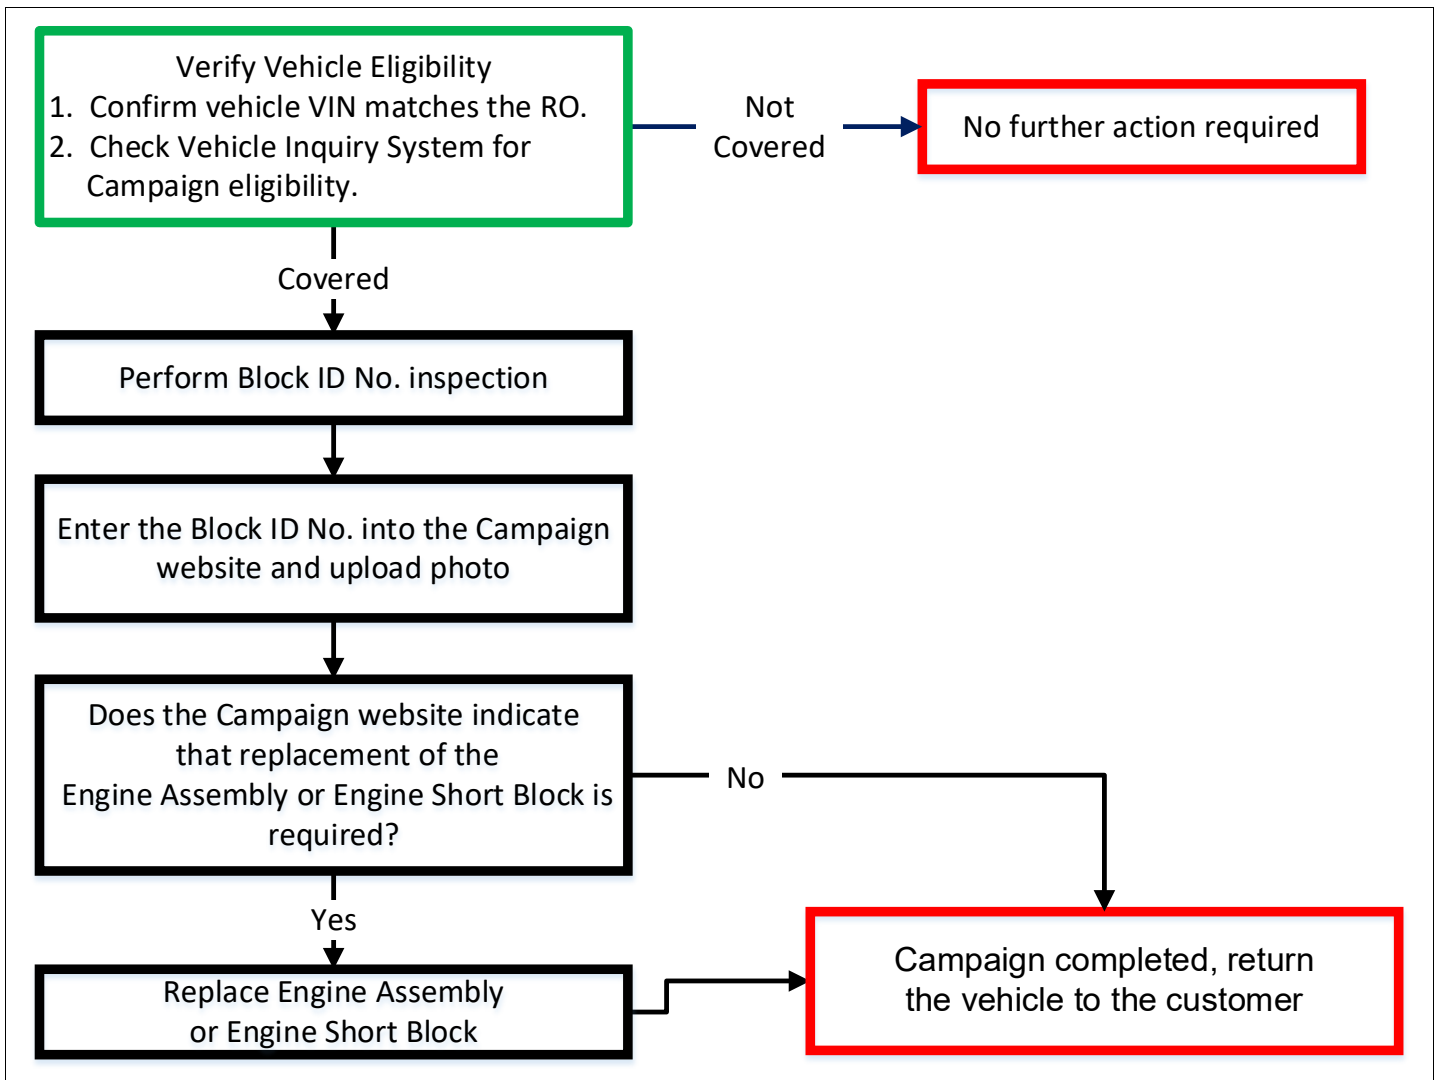 Verify Vehicle Eligibility
1. Confirm vehicle VIN matches the RO.
2. Check Vehicle Inquiry System for
Campaign eligibility.
Not
Covered
No further action required
Covered
Perform Block ID No. inspection
Enter the Block ID No. into the Campaign
website and upload photo
Does the Campaign website indicate
that replacement of the
Engine Assembly or Engine Short Block is
required?
No
Yes
Replace Engine Assembly
or Engine Short Block
Campaign completed, return
the vehicle to the customer